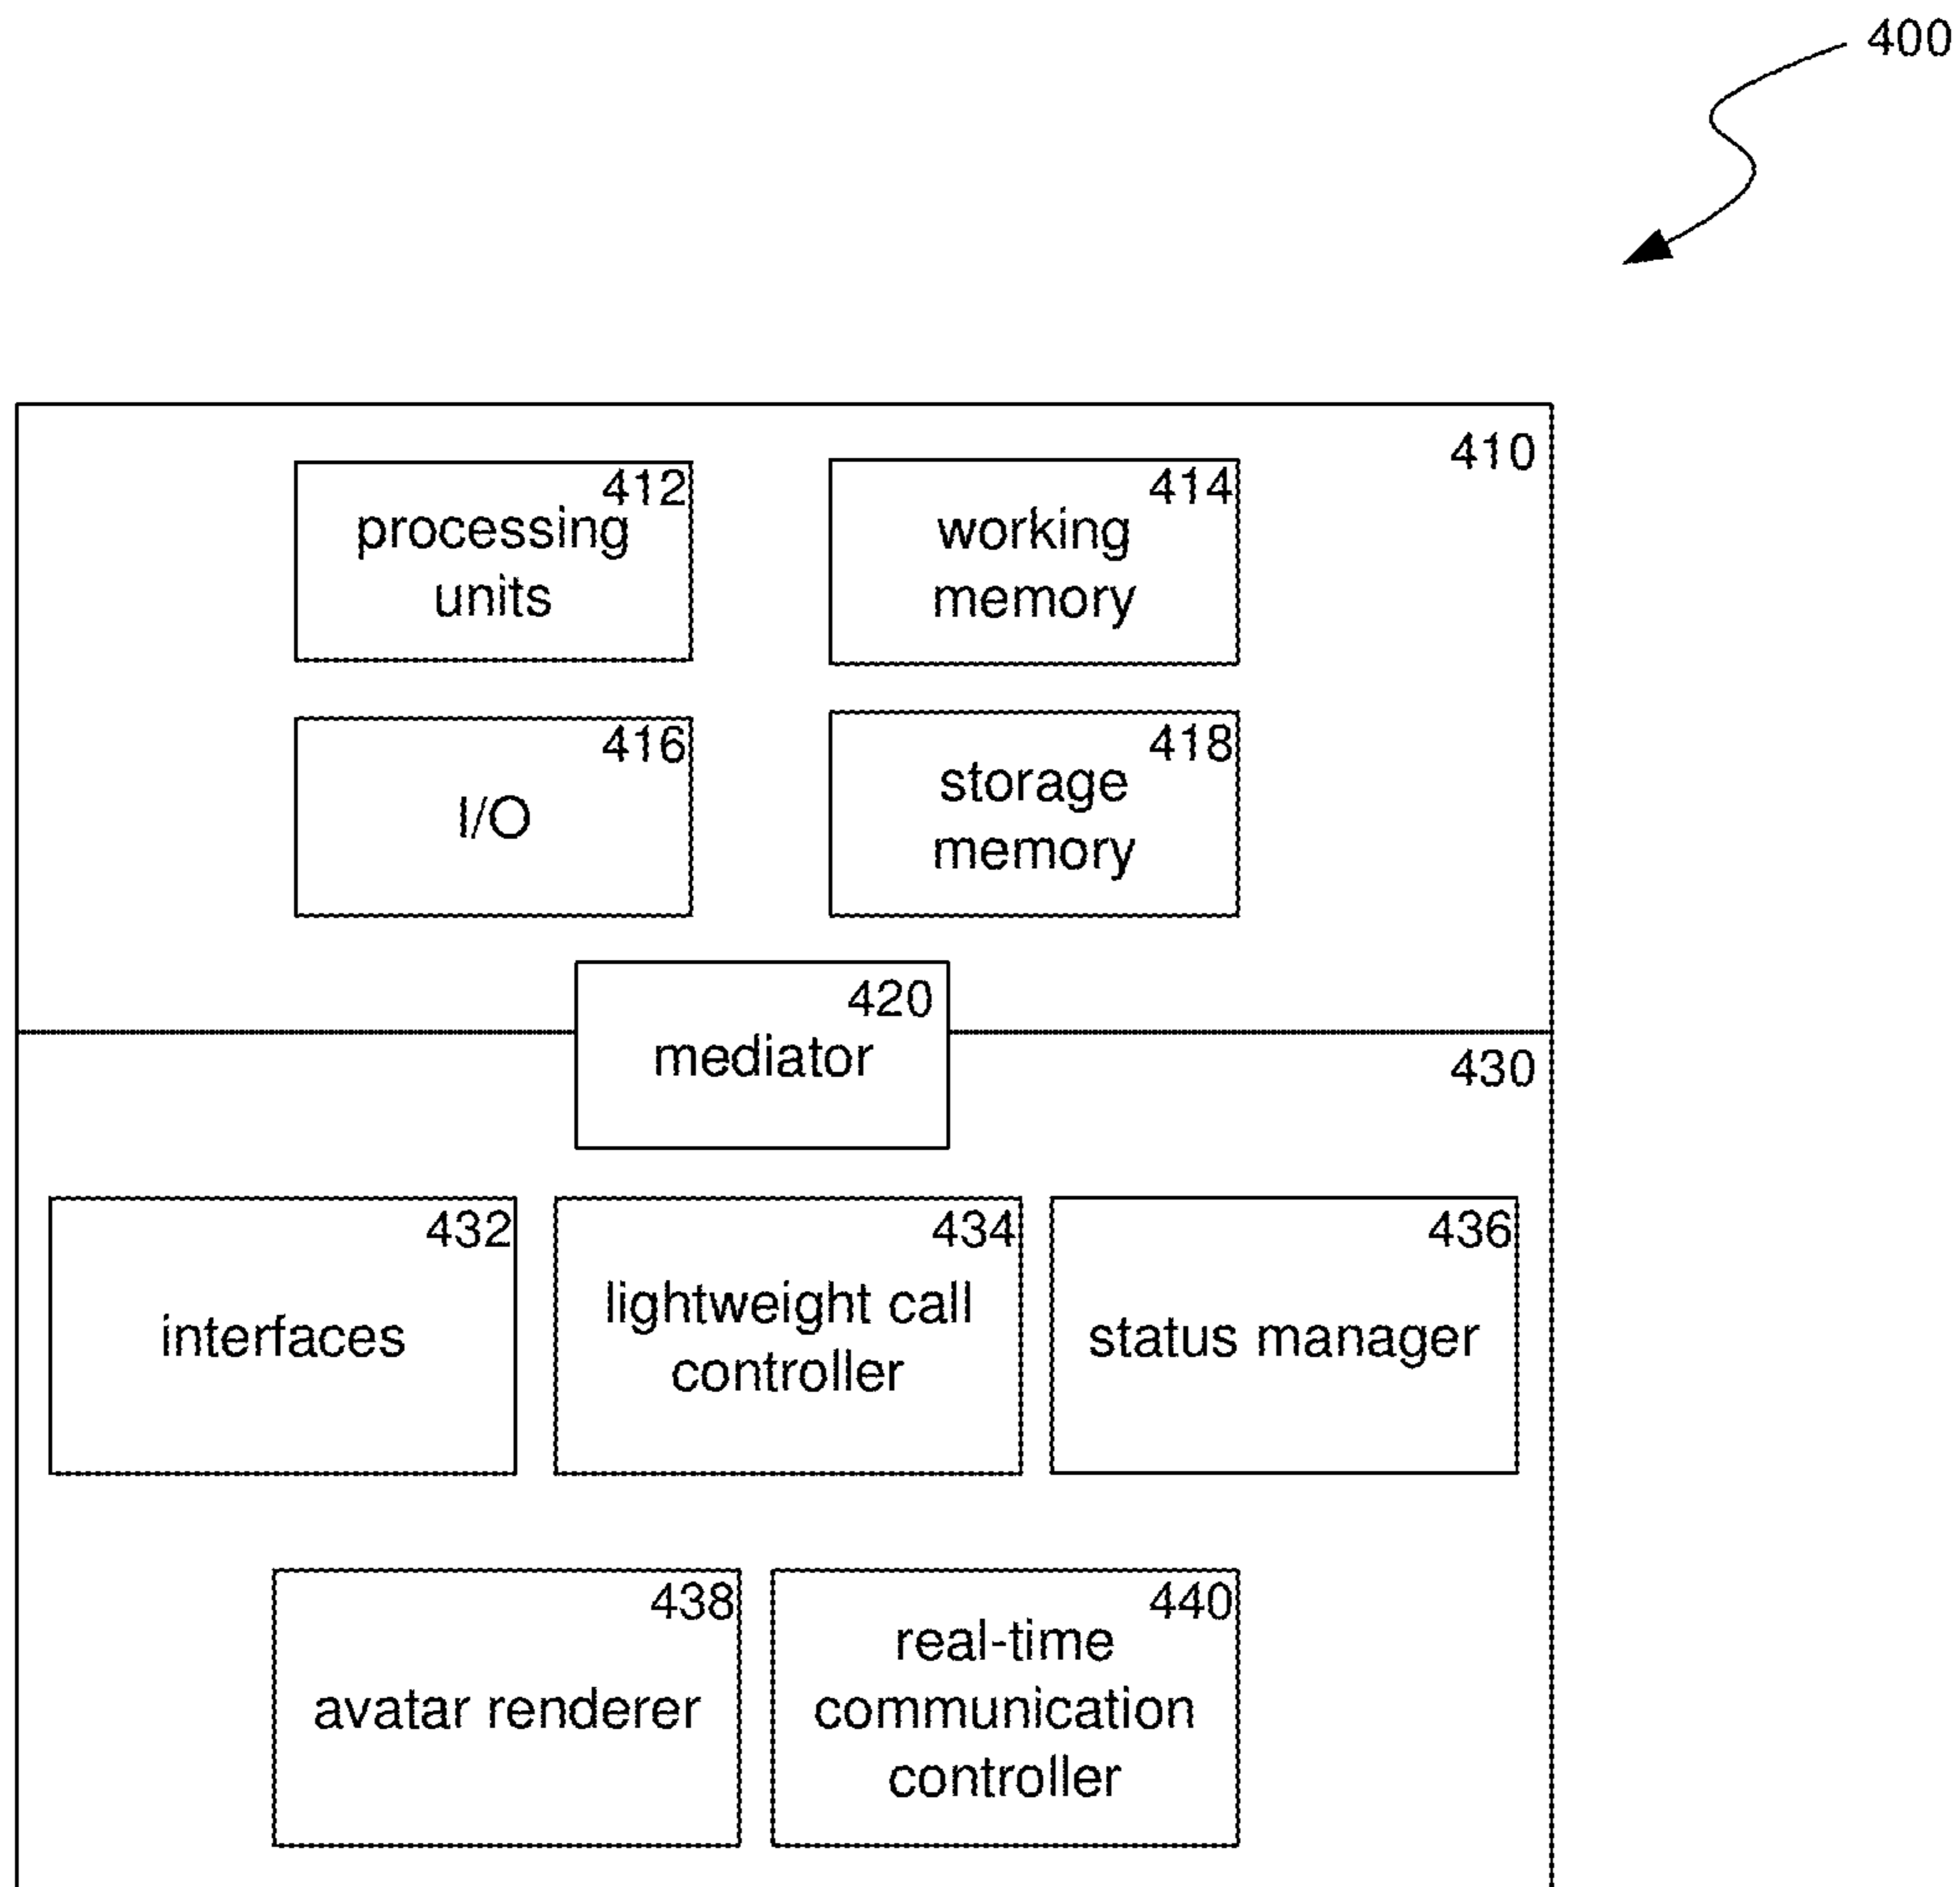 400
410
412
processing
units
414
working
memory
416
I/O
418
storage
memory
420
mediator
430
432
interfaces
434
lightweight call
controller
436
status manager
438
avatar renderer
440
real-time
communication
controller